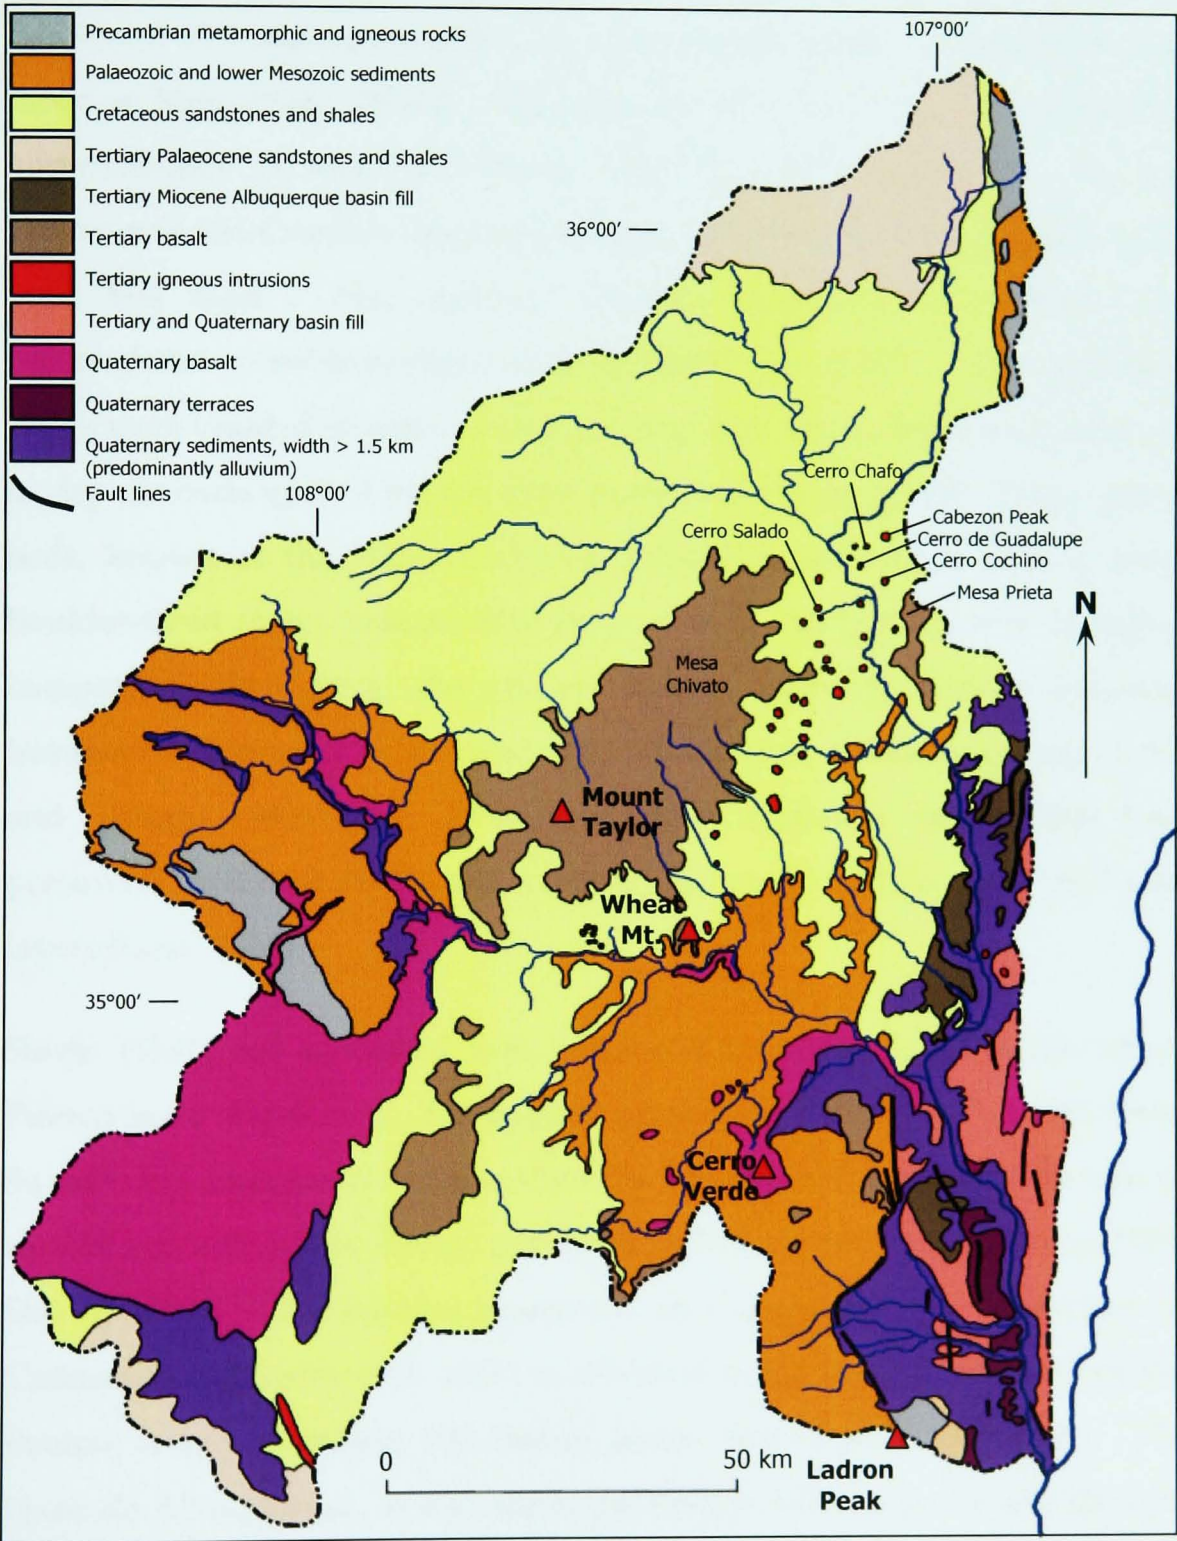 Precambrian metamorphic and igneous rocks
Palaeozoic and lower Mesozoic sediments
Cretaceous sandstones and shales
Tertiary Palaeocene sandstones and shales
Tertiary Miocene Albuquerque basin fill
Tertiary basalt
Tertiary igneous intrusions
Tertiary and Quaternary basin fill
Quaternary basalt
Quaternary terraces
Quaternary sediments, width > 1.5 km
(predominantly alluvium)
Fault lines
107°00'
36°00'
108°00'
Cerro Chafo
Cabezon Peak
Cerro Salado
Cerro de Guadalupe
Cerro Cochino
Mesa Prieta
N
Mesa
Chivato
Mount
Taylor
Wheat
Mt.
35°00'
Cerro
Verde
0
50 km
Ladron
Peak